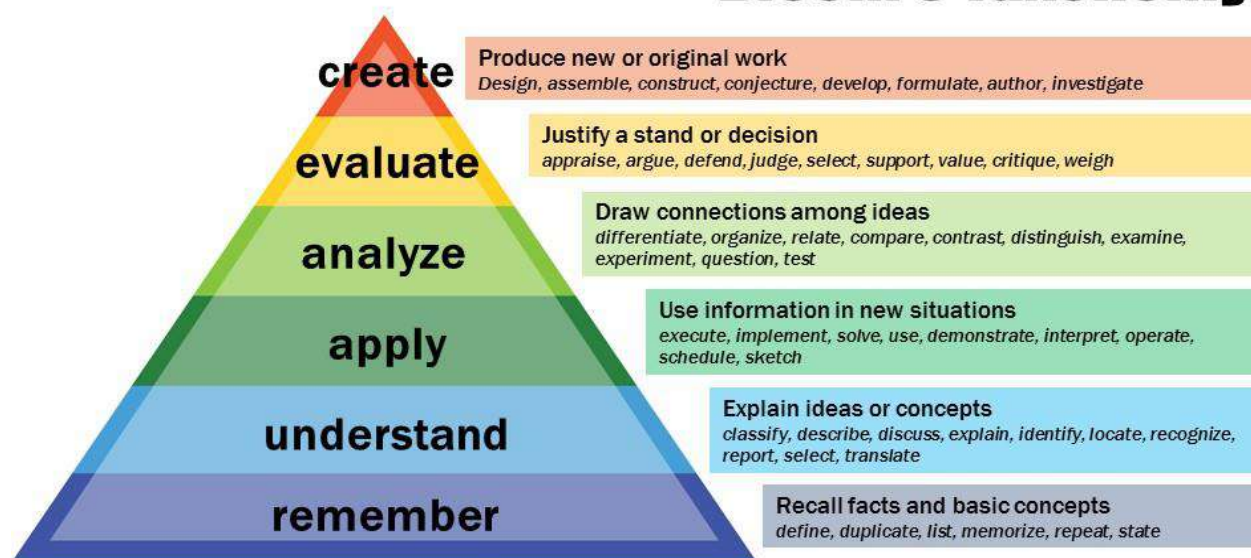 create
Produce new or original work
Design, assemble, construct, conjecture, develop, formulate, author, investigate
evaluate
Justify a stand or decision
appraise, argue, defend, judge, select, support, value, critique, weigh
analyze
Draw connections among ideas
differentiate, organize, relate, compare, contrast, distinguish, examine,
experiment, question, test
apply
Use information in new situations
execute, implement, solve, use, demonstrate, interpret, operate,
schedule, sketch
understand
Explain ideas or concepts
classify, describe, discuss, explain, identify, locate, recognize,
report, select, translate
remember
Recall facts and basic concepts
define, duplicate, list, memorize, repeat, state